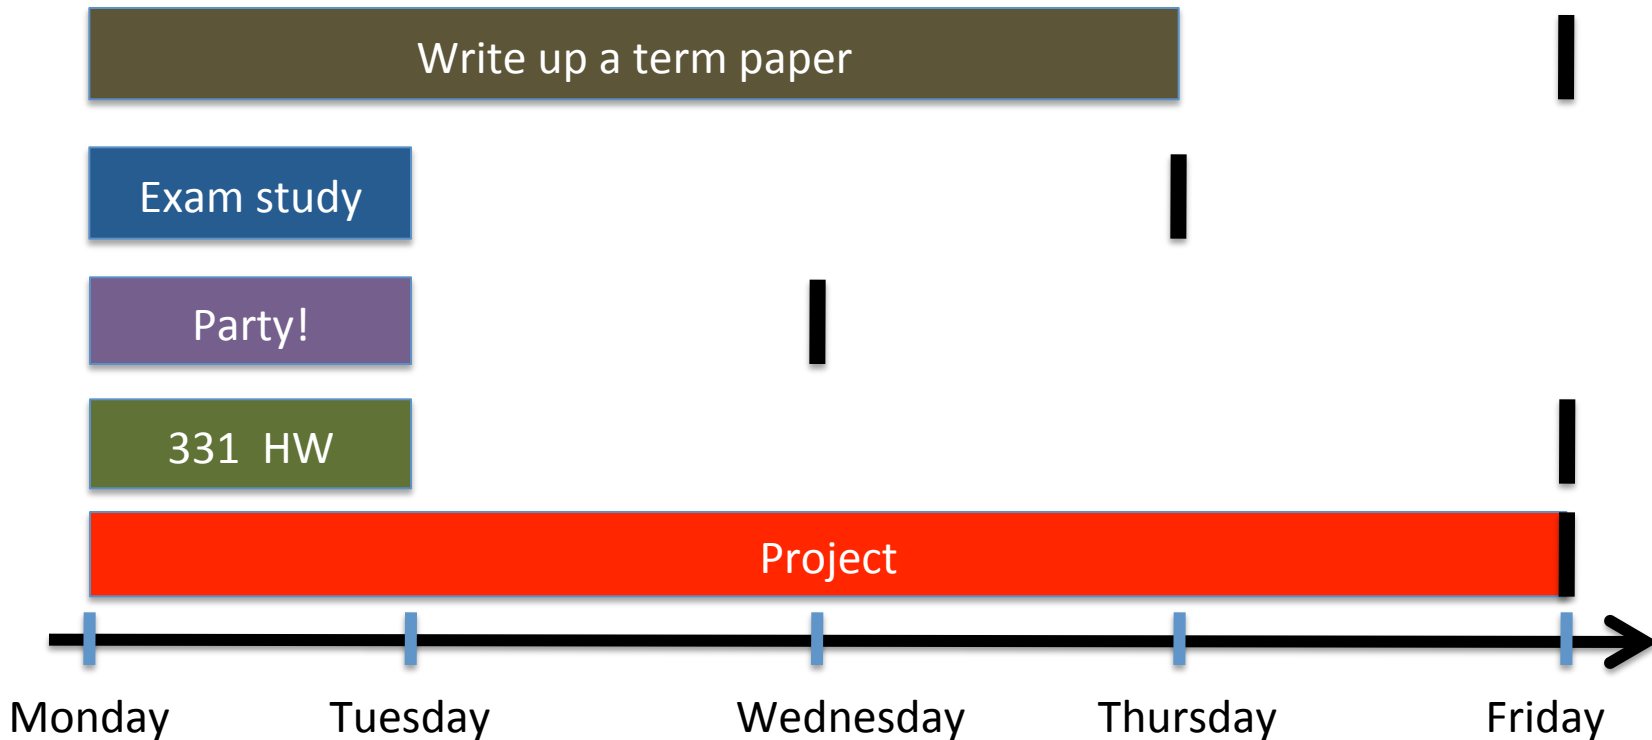 Write up a term paper
Exam study
Party!
331 HW
Project
Monday Tuesday Wednesday Thursday Friday